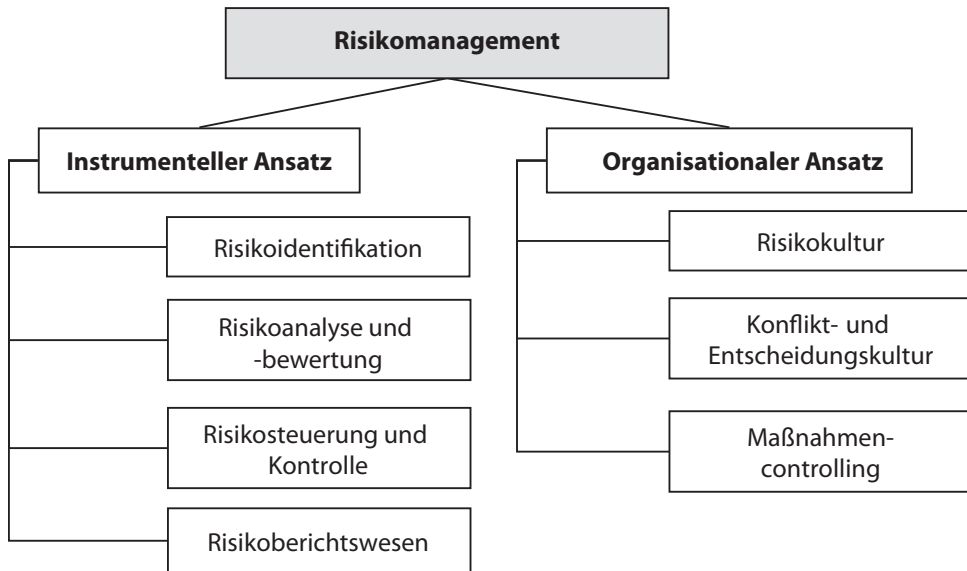 Risikomanagement
Instrumenteller Ansatz
Risikoidentifikation
Risikoanalyse und
-bewertung
Risikosteuerung und
Kontrolle
Risikoberichtswesen
Organisationaler Ansatz
Risikokultur
Konflikt- und
Entscheidungskultur
Maßnahmen-
controlling